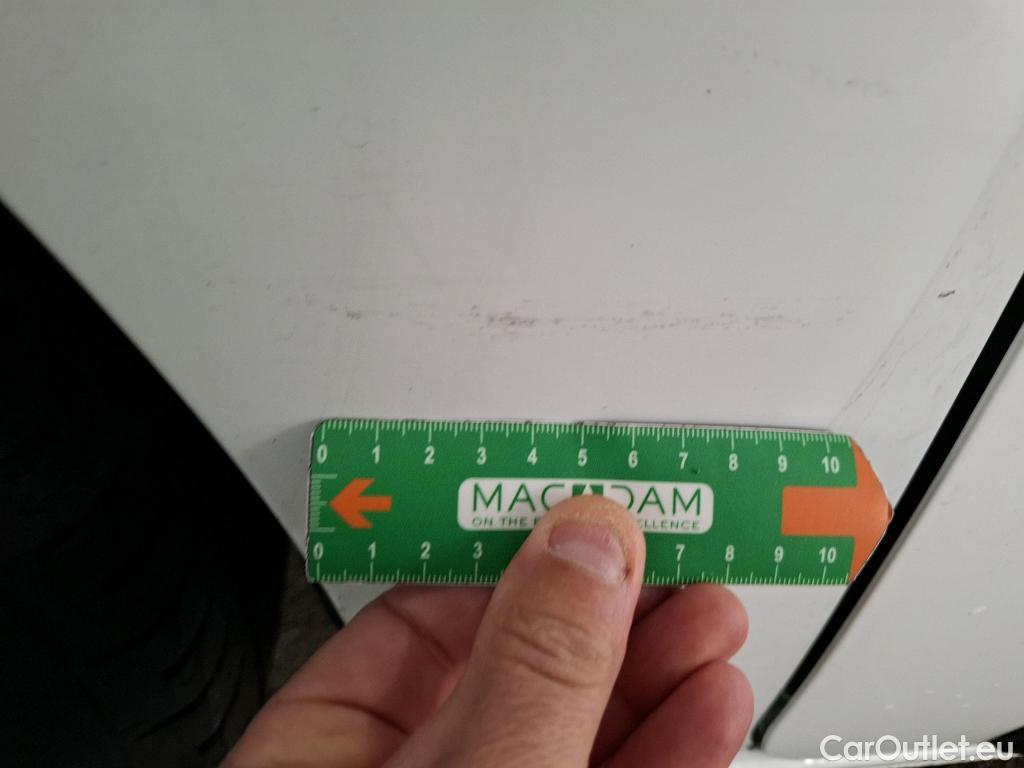 0 1 2 3 4 5 6 7 8 9 10
MAC DAM
ON THE ELLENCE
0 1 2 3 7 8 9 10
CarOutlet.eu